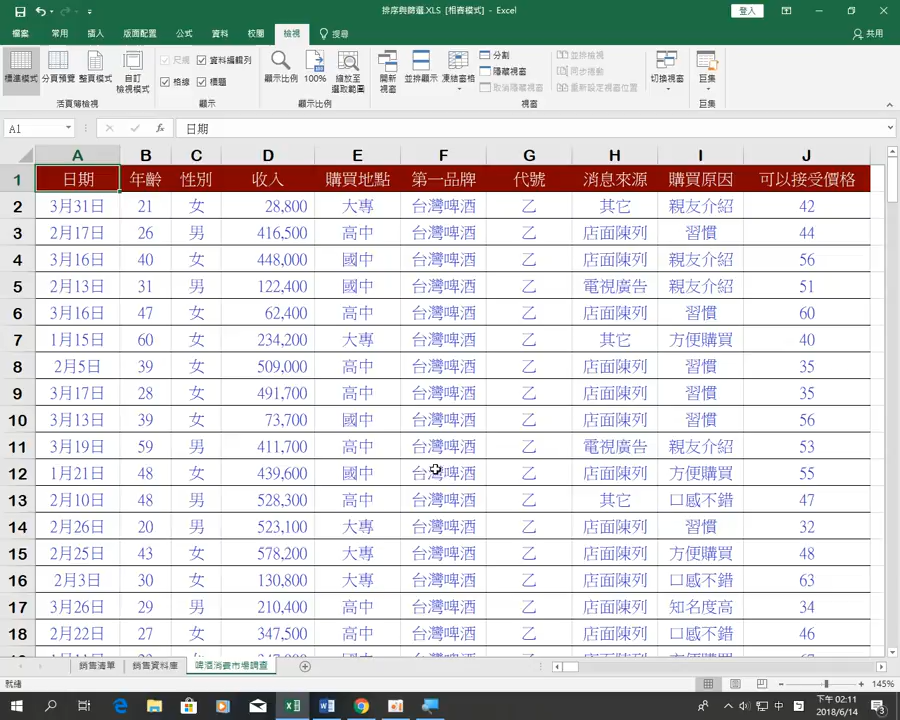 排序與篩選.XLS [相容模式] - Excel
登入
檔案 常用 插入 版面配置 公式 資料 校閱 檢視 搜尋 共用
標準模式 分頁預覽 整頁模式 自訂檢視模式 尺規 資料編輯列 格線 標題 顯示比例 100% 縮放至選取範圍 開新視窗 並排顯示 凍結窗格 分割 隱藏視窗 取消隱藏視窗 並排檢視 同步捲動 重新設定視窗位置 切換視窗 巨集
活頁簿檢視 顯示 顯示比例 視窗 巨集
A1 fx 日期
A B C D E F G H I J
1 日期 年齡 性別 收入 購買地點 第一品牌 代號 消息來源 購買原因 可以接受價格
2 3月31日 21 女 28,800 大專 台灣啤酒 乙 其它 親友介紹 42
3 2月17日 26 男 416,500 高中 台灣啤酒 乙 店面陳列 習慣 44
4 3月16日 40 女 448,000 國中 台灣啤酒 乙 店面陳列 親友介紹 56
5 2月13日 31 男 122,400 國中 台灣啤酒 乙 電視廣告 親友介紹 51
6 3月16日 47 女 62,400 高中 台灣啤酒 乙 店面陳列 習慣 60
7 1月15日 60 女 234,200 大專 台灣啤酒 乙 其它 方便購買 40
8 2月5日 39 女 509,000 高中 台灣啤酒 乙 店面陳列 習慣 35
9 3月17日 28 女 491,700 高中 台灣啤酒 乙 店面陳列 習慣 35
10 3月13日 39 女 73,700 國中 台灣啤酒 乙 店面陳列 習慣 56
11 3月19日 59 男 411,700 高中 台灣啤酒 乙 電視廣告 親友介紹 53
12 1月21日 48 女 439,600 國中 台灣啤酒 乙 店面陳列 方便購買 55
13 2月10日 48 男 528,300 高中 台灣啤酒 乙 其它 口感不錯 47
14 2月26日 20 男 523,100 大專 台灣啤酒 乙 店面陳列 習慣 32
15 2月25日 43 女 578,200 大專 台灣啤酒 乙 店面陳列 方便購買 48
16 2月3日 30 女 130,800 大專 台灣啤酒 乙 店面陳列 口感不錯 63
17 3月26日 29 男 210,400 高中 台灣啤酒 乙 店面陳列 知名度高 34
18 2月22日 27 女 347,500 高中 台灣啤酒 乙 店面陳列 口感不錯 46
銷售清單 銷售資料庫 啤酒消費市場調查
就緒 145%
中 下午 02:11
2018/6/14 3